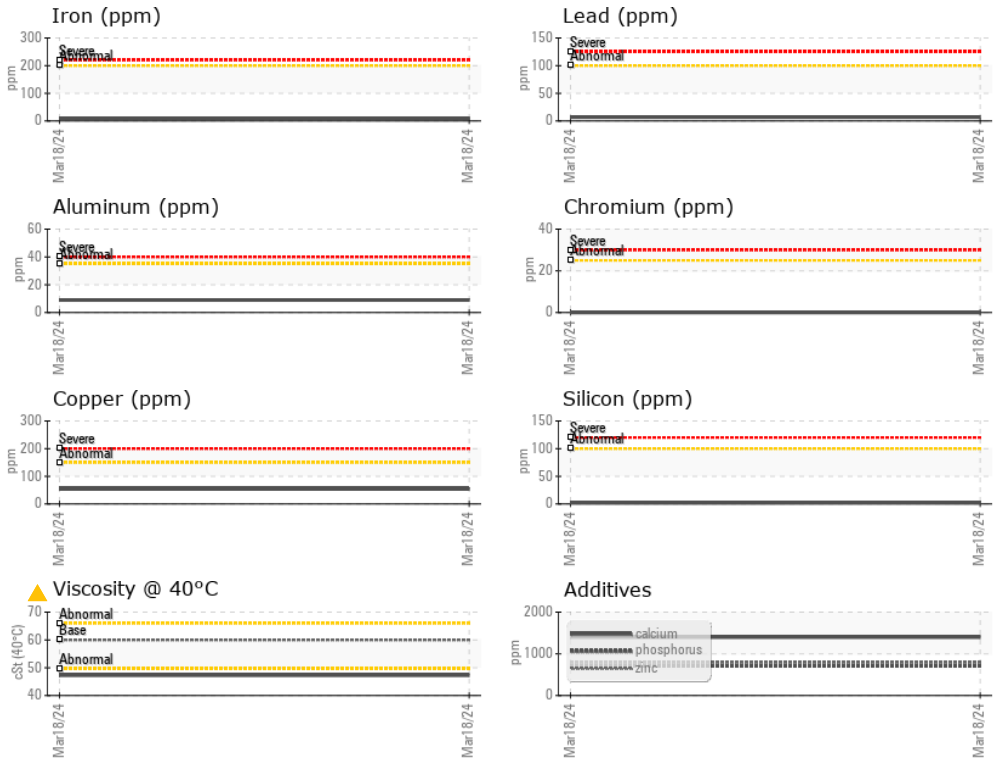 Iron (ppm)
300
200
100
0
ppm
Severe
Abnormal
Mar18/24
Mar18/24
Lead (ppm)
150
100
50
0
ppm
Severe
Abnormal
Mar18/24
Mar18/24
Aluminum (ppm)
60
40
20
0
ppm
Severe
Abnormal
Mar18/24
Mar18/24
Chromium (ppm)
40
20
0
ppm
Severe
Abnormal
Mar18/24
Mar18/24
Copper (ppm)
300
200
100
0
ppm
Severe
Abnormal
Mar18/24
Mar18/24
Silicon (ppm)
150
100
50
0
ppm
Severe
Abnormal
Mar18/24
Mar18/24
Viscosity @ 40°C
70
60
50
40
cSt (40°C)
Abnormal
Base
Abnormal
Mar18/24
Mar18/24
Additives
2000
1000
0
ppm
calcium
phosphorus
zinc
Mar18/24
Mar18/24